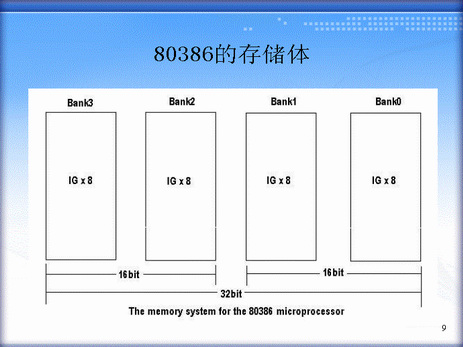 80386的存储体
Bank3 Bank2 Bank1 Bank0
IG x 8 IG x 8 IG x 8 IG x 8
16bit 16bit
32bit
The memory system for the 80386 microprocessor
9